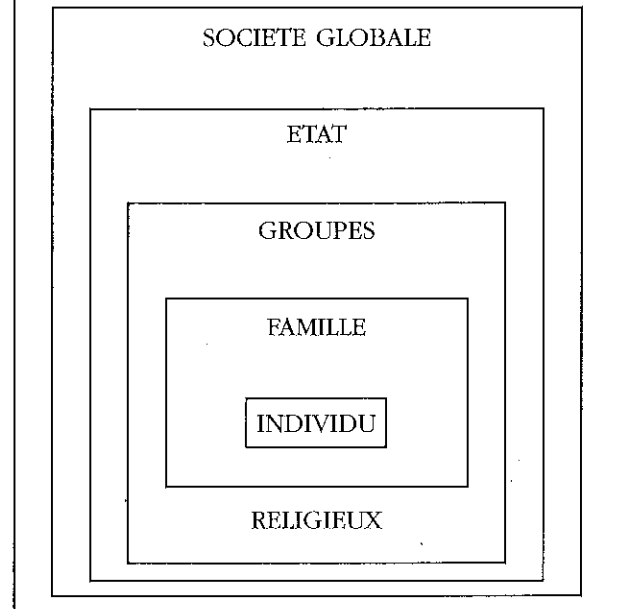 SOCIETE GLOBALE
ETAT
GROUPES
FAMILLE
INDIVIDU
RELIGIEUX